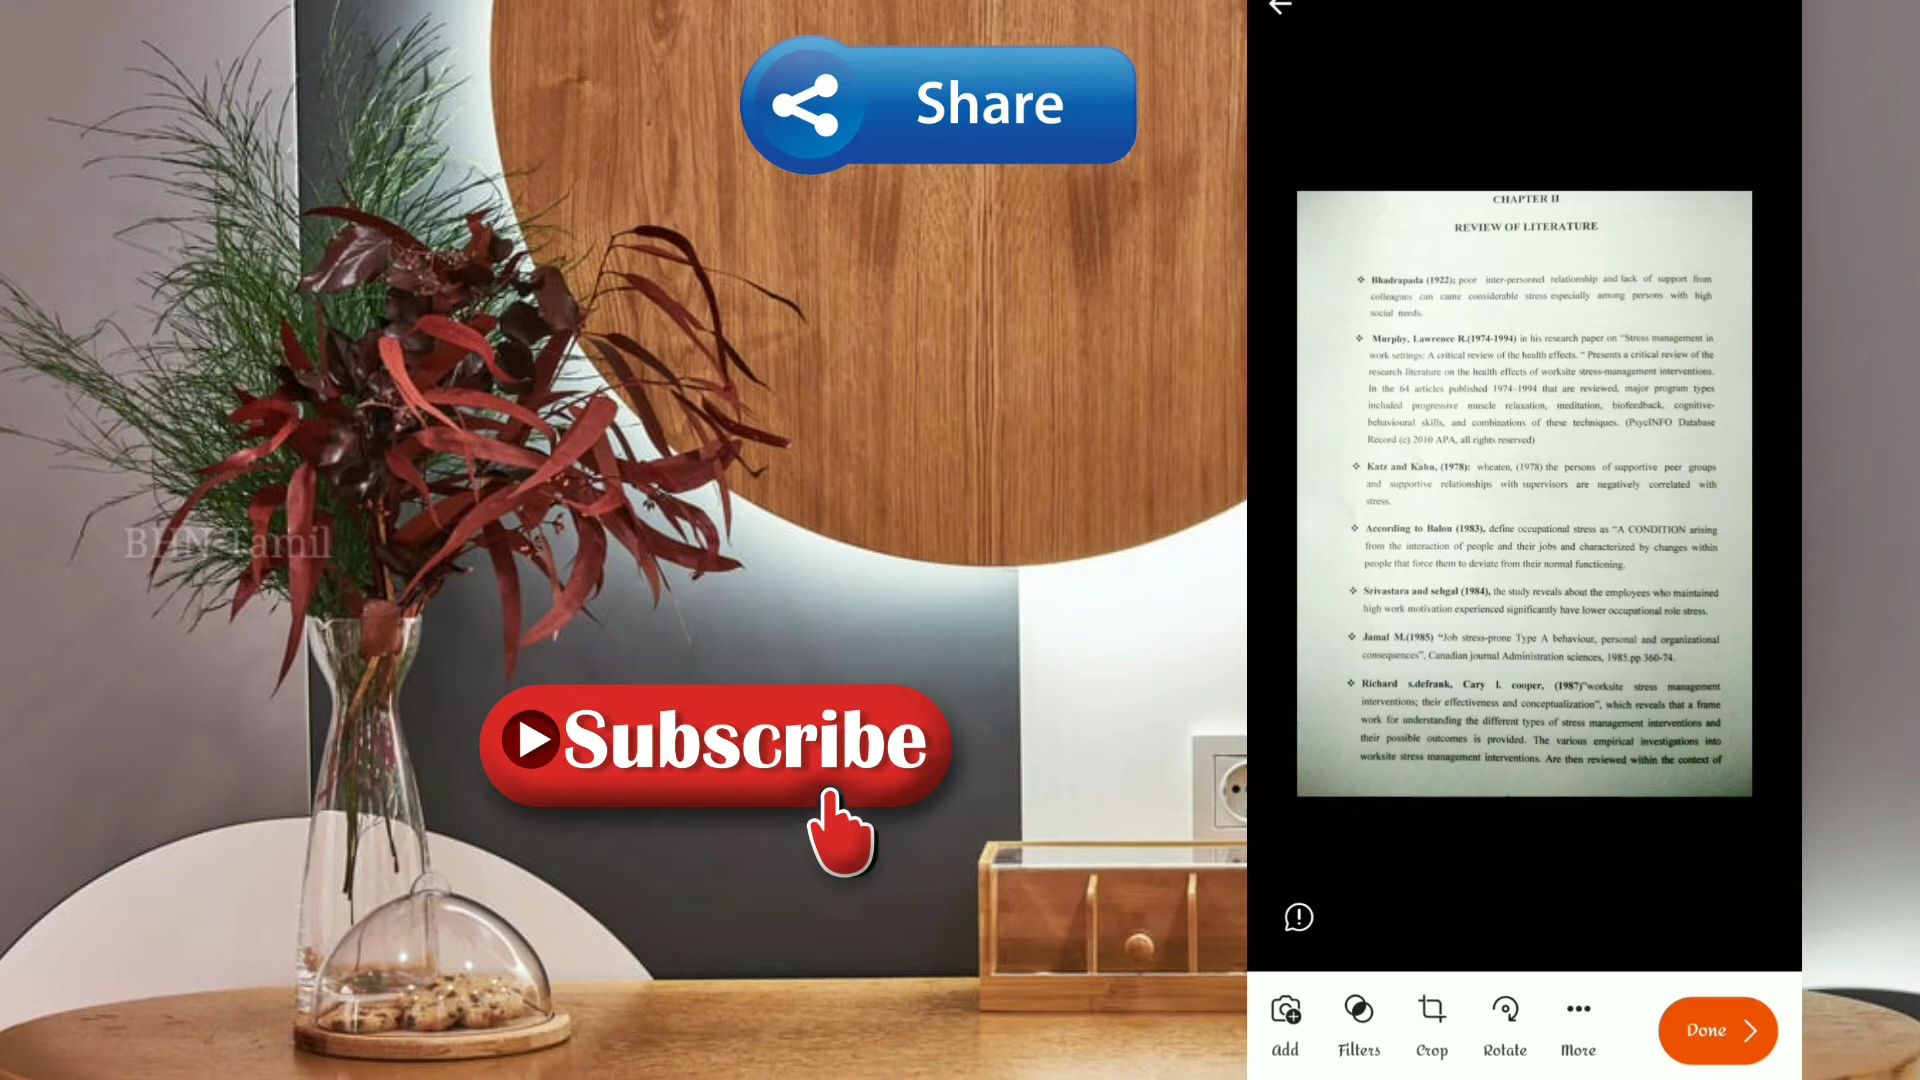 Share
BHN Tamil
Subscribe
CHAPTER II
REVIEW OF LITERATURE
❖ Bhadrapada (1922); poor inter-personnel relationship and lack of support from
colleagues can came considerable stress especially among persons with high
social needs.
❖ Murphy, Lawrence R.(1974-1994) in his research paper on "Stress management in
work settings: A critical review of the health effects. " Presents a critical review of the
research literature on the health effects of worksite stress-management interventions.
In the 64 articles published 1974-1994 that are reviewed, major program types
included progressive muscle relaxation, meditation, biofeedback, cognitive-
behavioural skills, and combinations of these techniques. (PsycINFO Database
Record (c) 2010 APA, all rights reserved)
❖ Katz and Kahn, (1978): wheaten, (1978) the persons of supportive peer groups
and supportive relationships with supervisors are negatively correlated with
stress.
❖ According to Balon (1983), define occupational stress as "A CONDITION arising
from the interaction of people and their jobs and characterized by changes within
people that force them to deviate from their normal functioning.
❖ Srivastara and sehgal (1984), the study reveals about the employees who maintained
high work motivation experienced significantly have lower occupational role stress.
❖ Jamal M.(1985) "Job stress-prone Type A behaviour, personal and organizational
consequences", Canadian journal Administration sciences, 1985.pp 360-74.
❖ Richard s.defrank, Cary l. cooper, (1987)"worksite stress management
interventions; their effectiveness and conceptualization", which reveals that a frame
work for understanding the different types of stress management interventions and
their possible outcomes is provided. The various empirical investigations into
worksite stress management interventions. Are then reviewed within the context of
Add
Filters
Crop
Rotate
More
Done